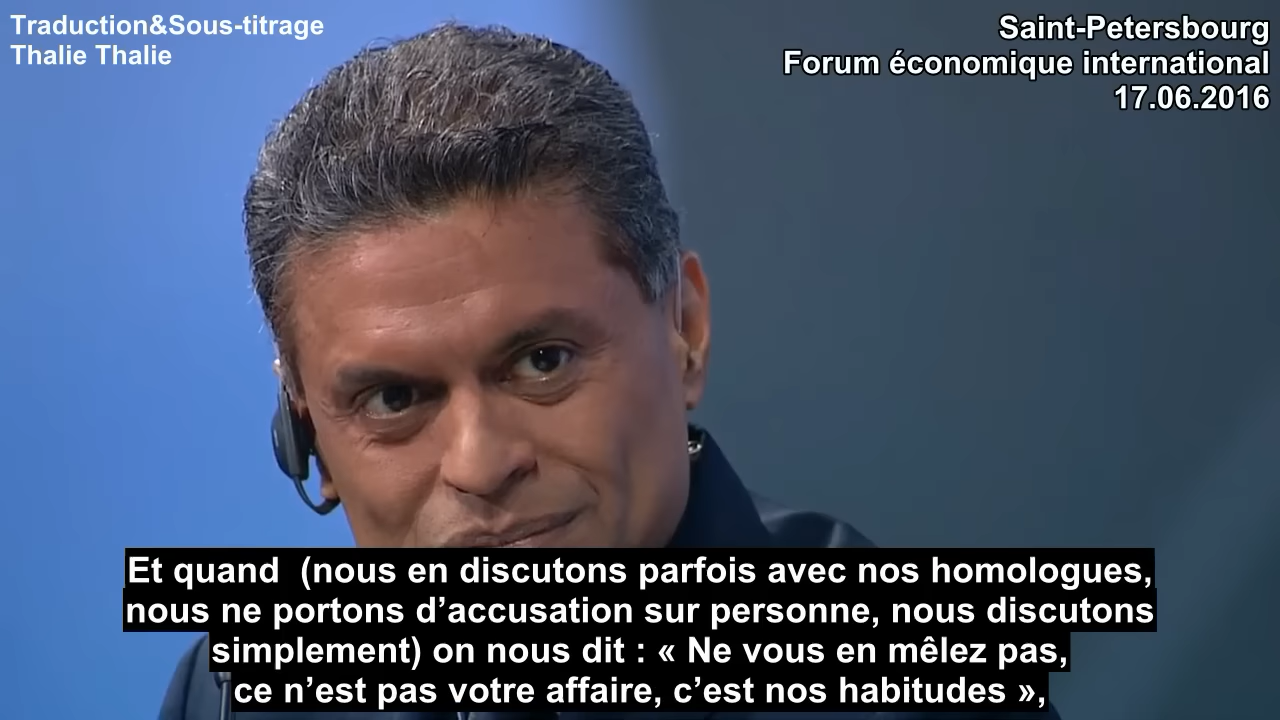 Traduction&Sous-titrage
Thalie Thalie
Saint-Petersbourg
Forum économique international
17.06.2016
Et quand  (nous en discutons parfois avec nos homologues,
nous ne portons d’accusation sur personne, nous discutons
simplement) on nous dit : « Ne vous en mêlez pas,
ce n’est pas votre affaire, c’est nos habitudes »,